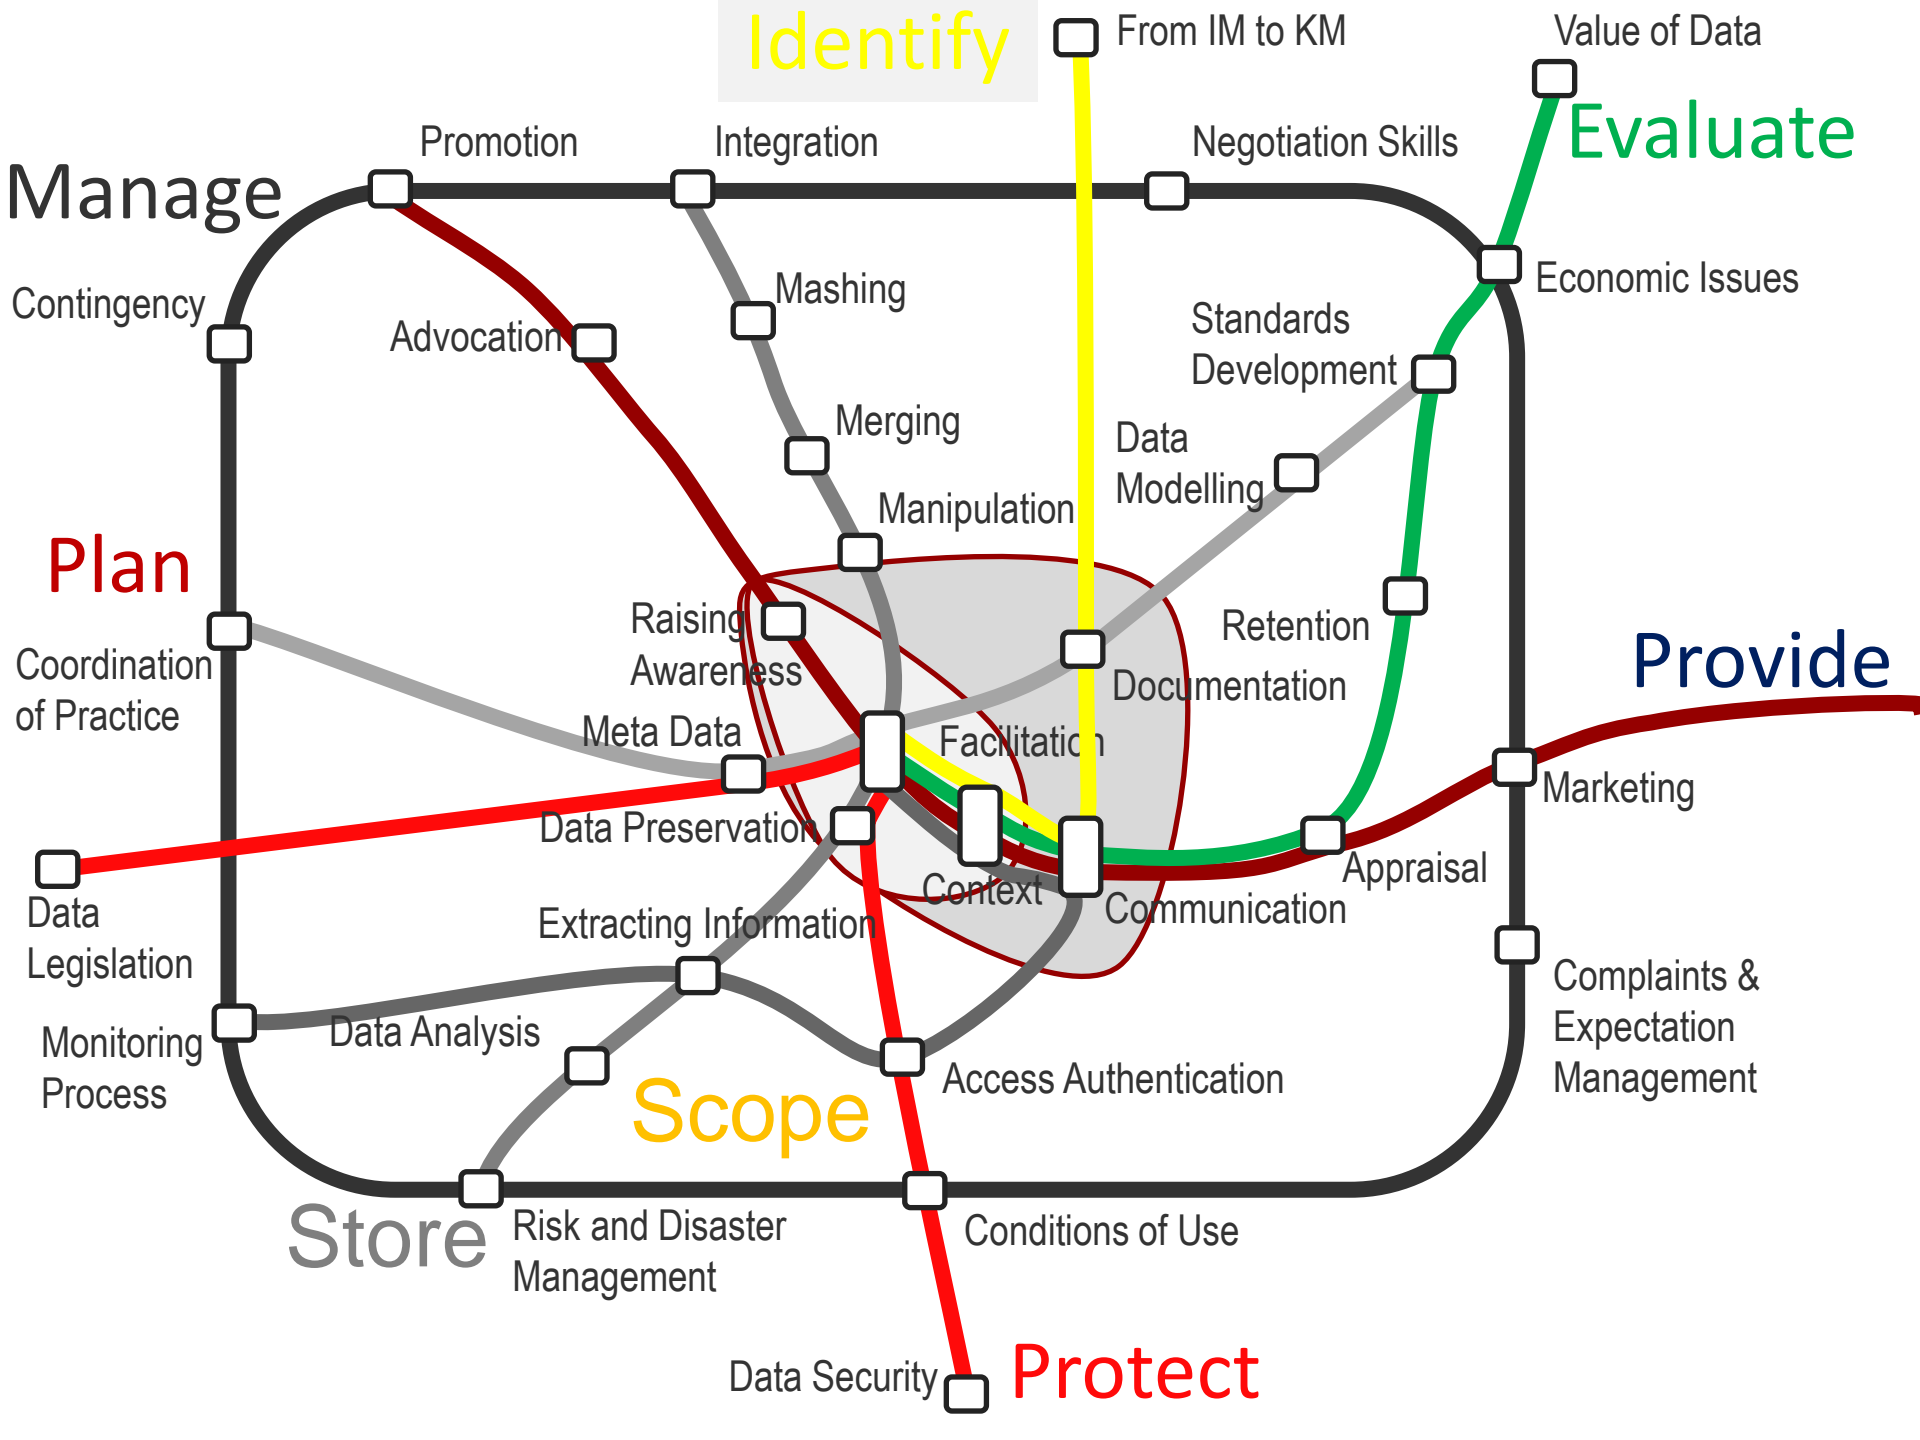 Identify
From IM to KM
Value of Data
Evaluate
Promotion
Integration
Negotiation Skills
Manage
Contingency
Mashing
Economic Issues
Advocation
Standards
Development
Merging
Data
Modelling
Manipulation
Plan
Raising
Awareness
Retention
Coordination
of Practice
Documentation
Provide
Meta Data
Facilitation
Marketing
Data Preservation
Appraisal
Context
Communication
Data
Legislation
Extracting Information
Complaints &
Expectation
Management
Monitoring
Process
Data Analysis
Access Authentication
Scope
Store
Risk and Disaster
Management
Conditions of Use
Data Security
Protect